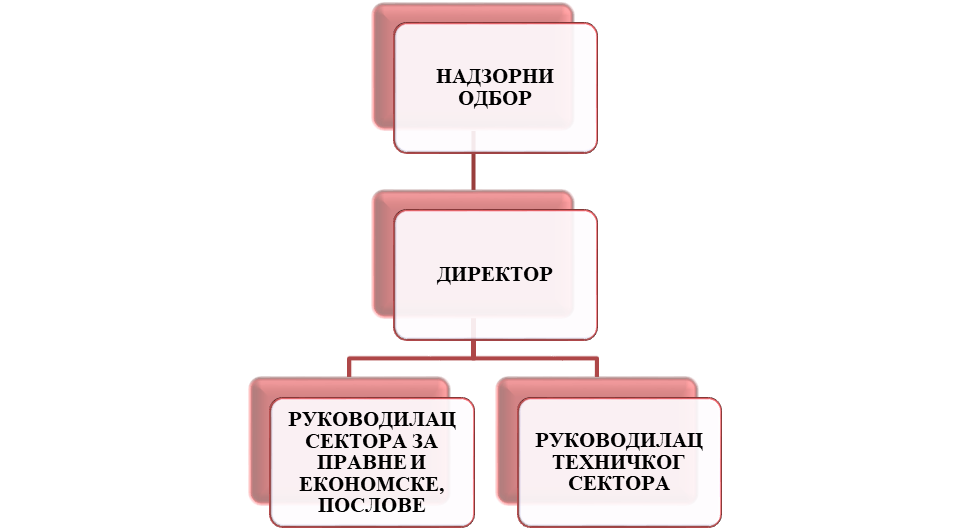 НАДЗОРНИ
ОДБОР
ДИРЕКТОР
РУКОВОДИЛАЦ
СЕКТОРА ЗА
ПРАВНЕ И
ЕКОНОМСКЕ,
ПОСЛОВЕ
РУКОВОДИЛАЦ
ТЕХНИЧКОГ
СЕКТОРА